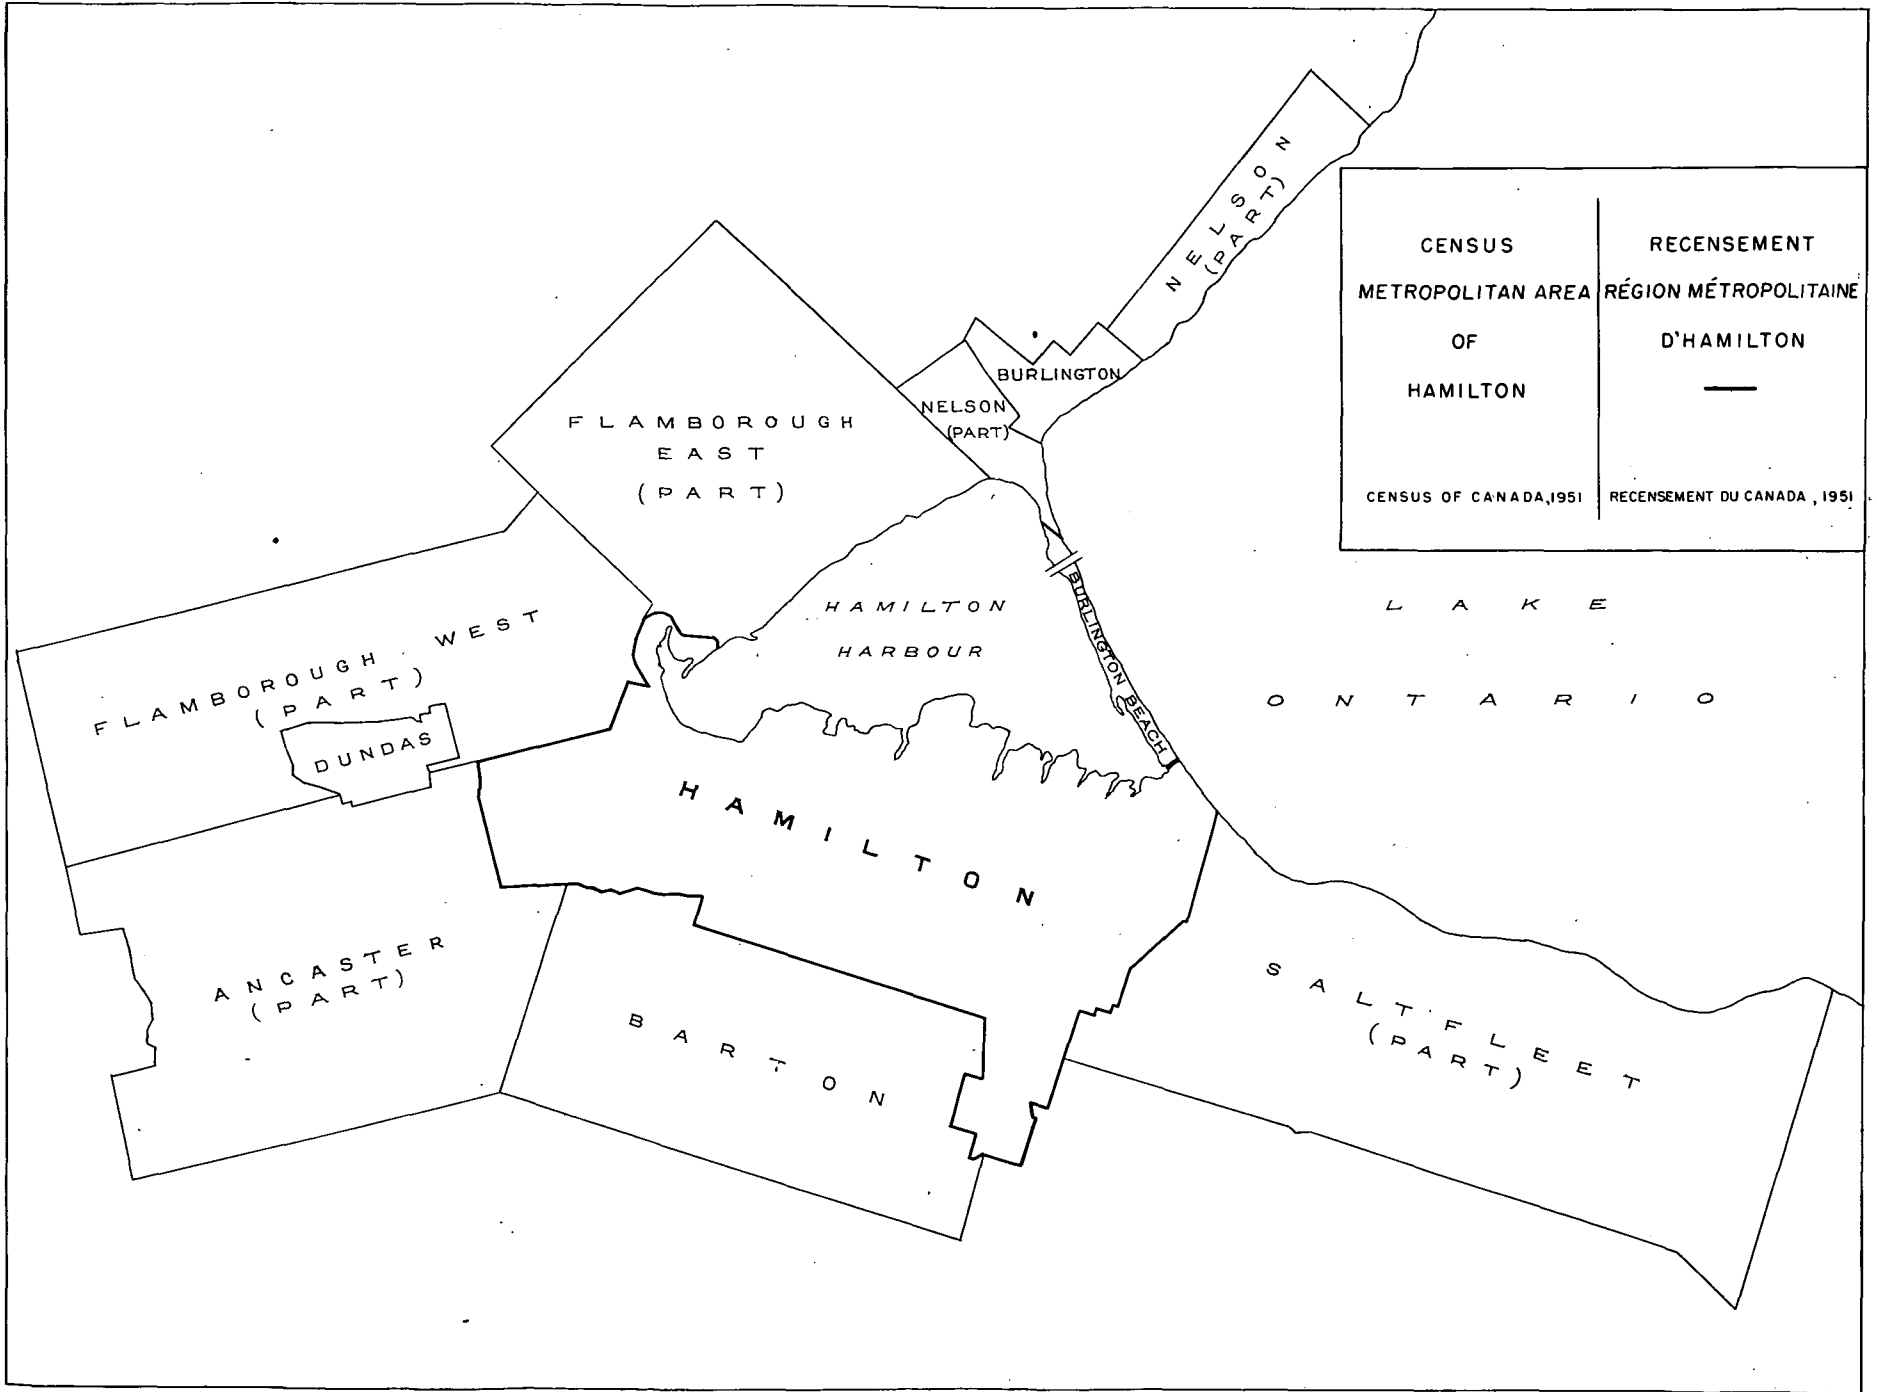 NELSON
(PART)
CENSUS
METROPOLITAN AREA
OF
HAMILTON
CENSUS OF CANADA, 1951
RECENSEMENT
RÉGION MÉTROPOLITAINE
D'HAMILTON
RECENSEMENT DU CANADA, 1951
BURLINGTON
NELSON
(PART)
FLAMBOROUGH
EAST
(PART)
HAMILTON
HARBOUR
BURLINGTON BEACH
LAKE
ONTARIO
FLAMBOROUGH WEST
(PART)
DUNDAS
HAMILTON
ANCASTER
(PART)
BARTON
SALTFLEET
(PART)